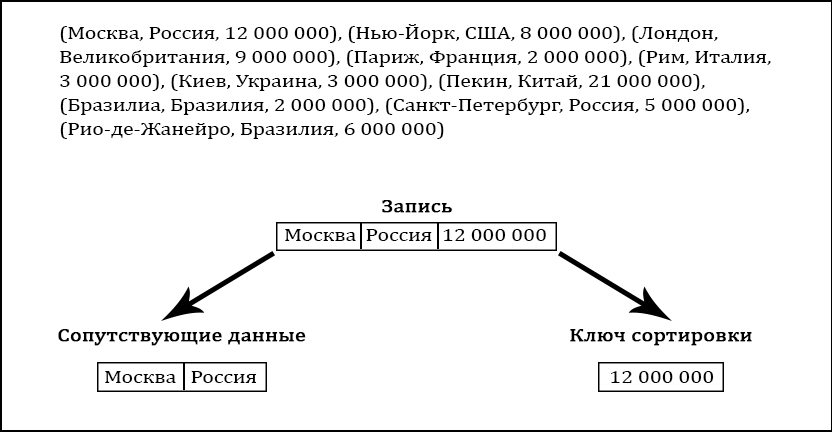 (Москва, Россия, 12 000 000), (Нью-Йорк, США, 8 000 000), (Лондон,
Великобритания, 9 000 000), (Париж, Франция, 2 000 000), (Рим, Италия,
3 000 000), (Киев, Украина, 3 000 000), (Пекин, Китай, 21 000 000),
(Бразилиа, Бразилия, 2 000 000), (Санкт-Петербург, Россия, 5 000 000),
(Рио-де-Жанейро, Бразилия, 6 000 000)
Запись
Москва Россия 12 000 000
Сопутствующие данные Ключ сортировки
Москва Россия 12 000 000